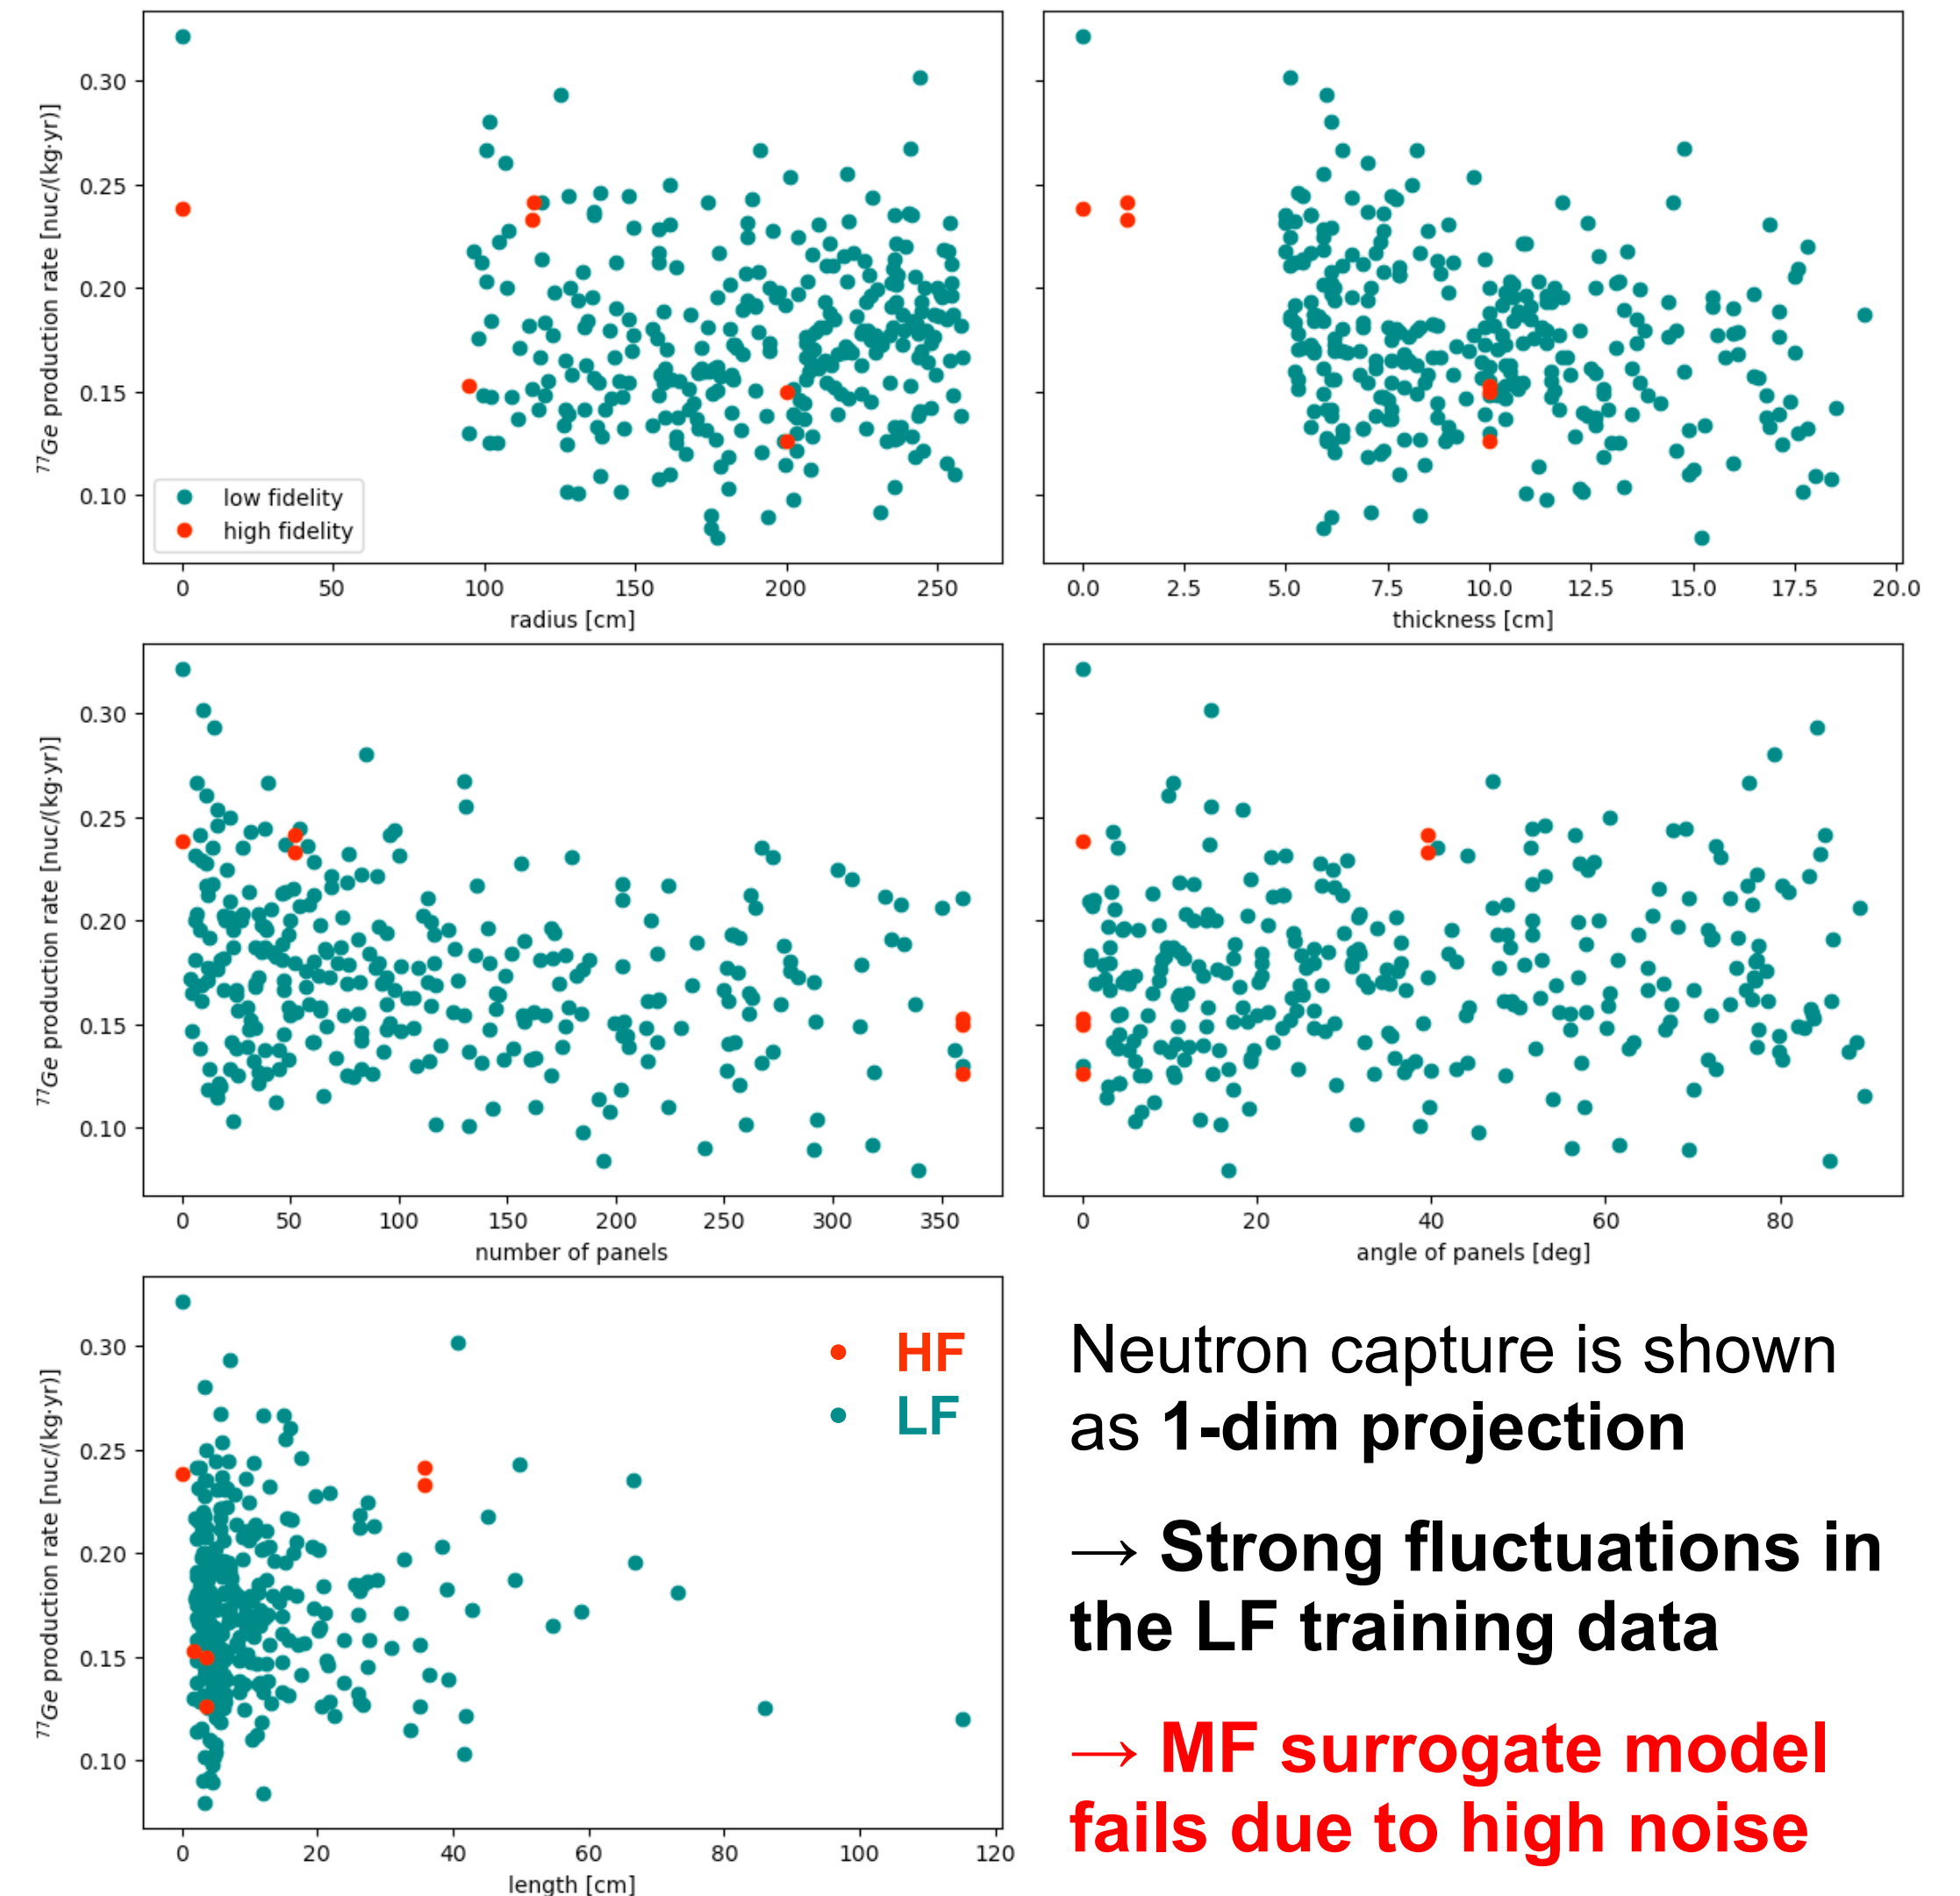 0.30
0.25
0.20
0.15
0.10
⁷⁷Ge production rate [nuc/(kg·yr)]
low fidelity
high fidelity
0 50 100 150 200 250
radius [cm]
0.0 2.5 5.0 7.5 10.0 12.5 15.0 17.5 20.0
thickness [cm]
0.30
0.25
0.20
0.15
0.10
⁷⁷Ge production rate [nuc/(kg·yr)]
0 50 100 150 200 250 300 350
number of panels
0 20 40 60 80
angle of panels [deg]
0.30
0.25
0.20
0.15
0.10
⁷⁷Ge production rate [nuc/(kg·yr)]
HF
LF
0 20 40 60 80 100 120
length [cm]
Neutron capture is shown
as 1-dim projection
→ Strong fluctuations in
the LF training data
→ MF surrogate model
fails due to high noise